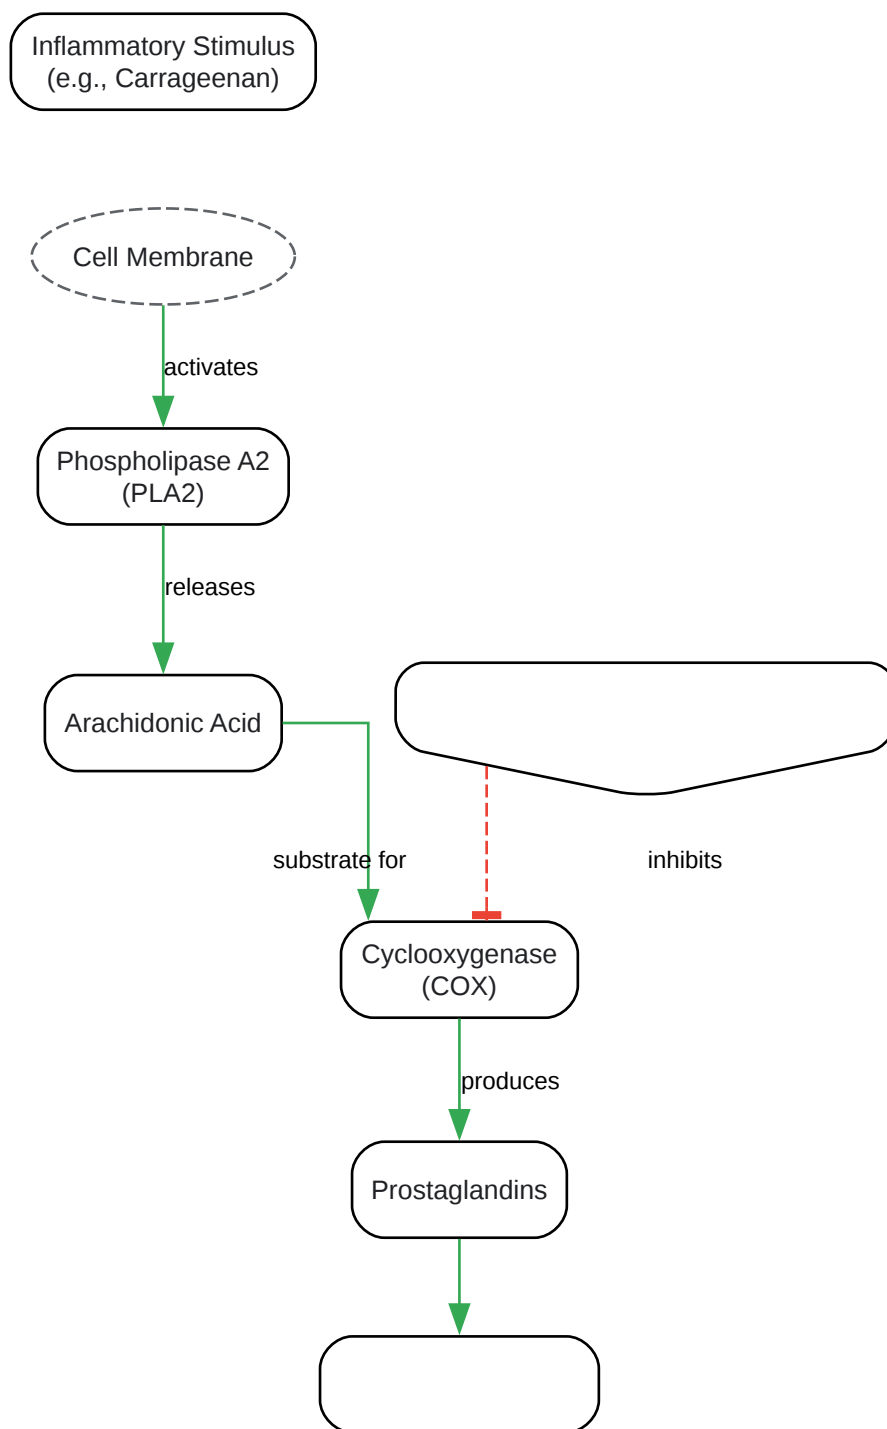 Inflammatory Stimulus
(e.g., Carrageenan)
Cell Membrane
activates
Phospholipase A2
(PLA2)
releases
Arachidonic Acid
substrate for
inhibits
Cyclooxygenase
(COX)
produces
Prostaglandins